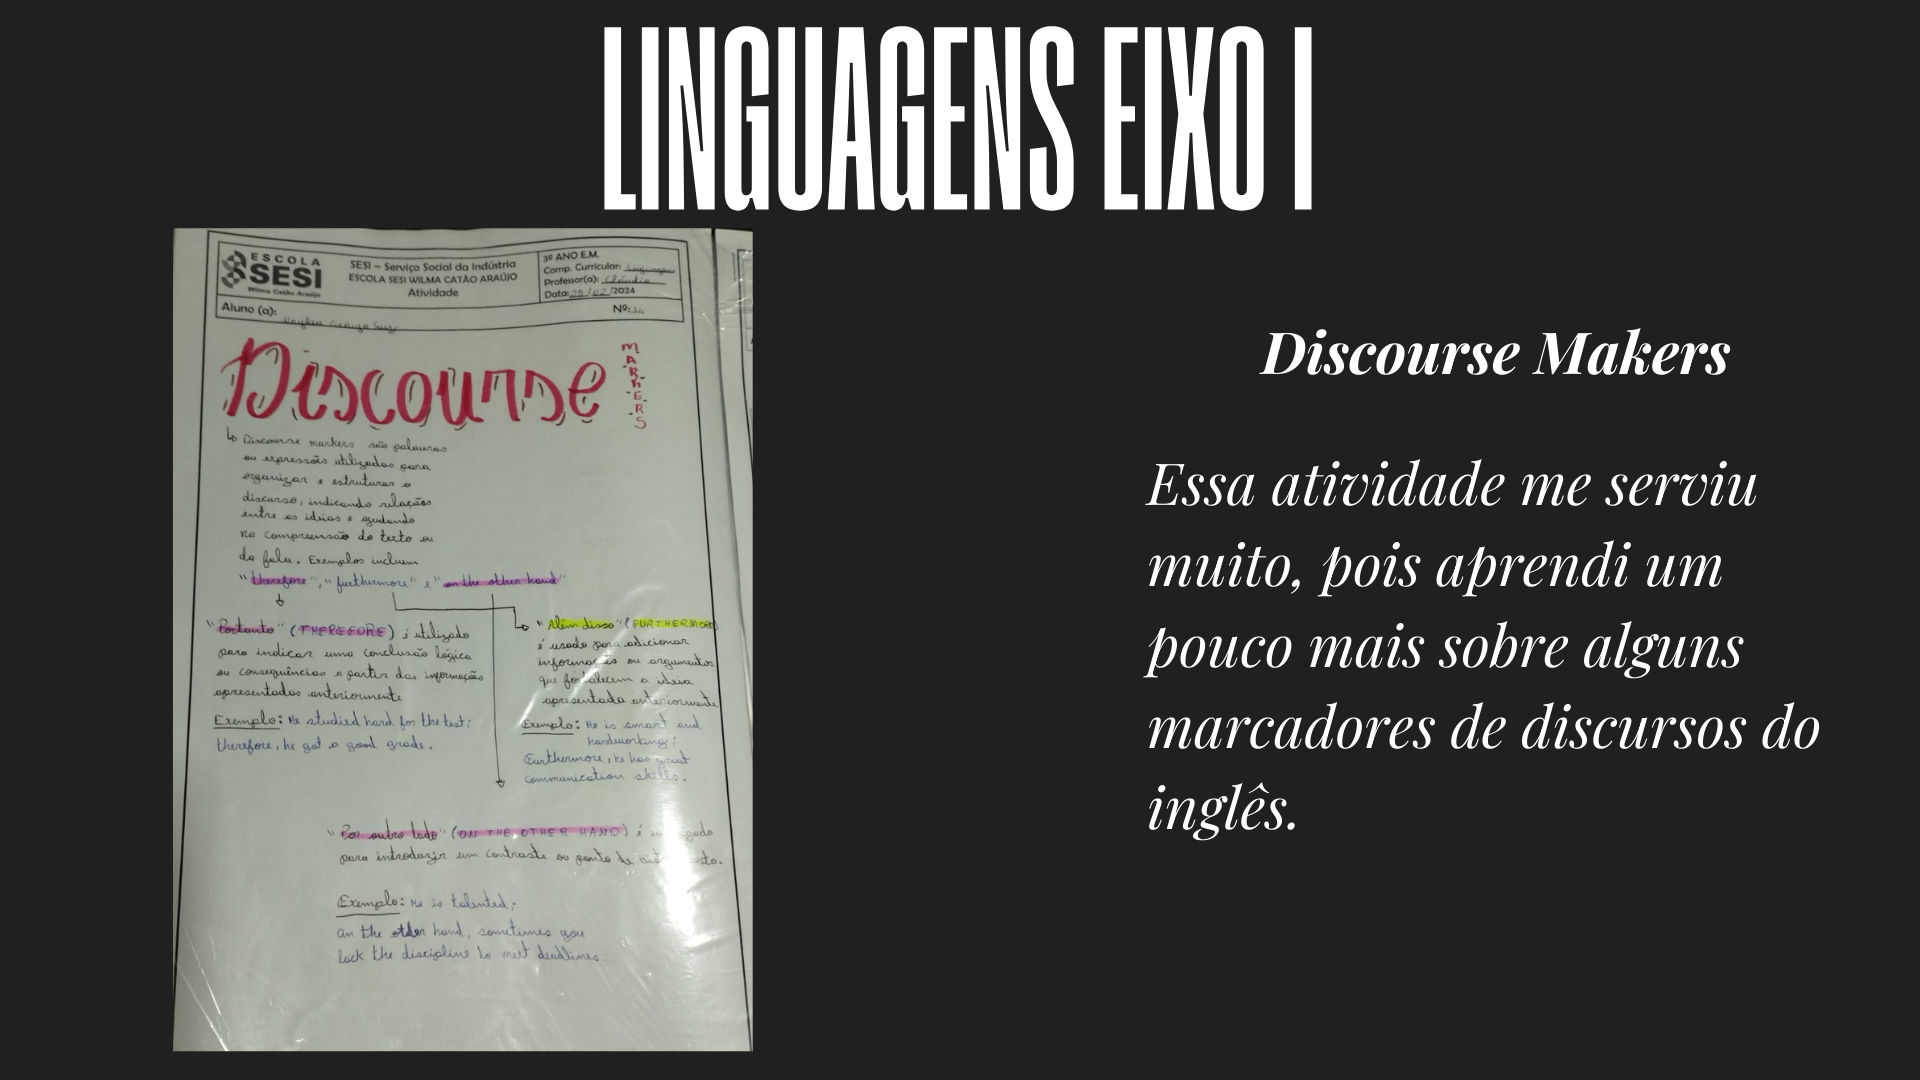 LINGUAGENS EIXO I
ESCOLA
SESI
Wilma Catão Araújo
SESI – Serviço Social da Indústria
ESCOLA SESI WILMA CATÃO ARAÚJO
Atividade
3º ANO E.M.
Comp. Curricular: Linguagens
Professor(a): Cláudia
Data: /02/2024
Aluno (a):
Nº:
Discourse
MARKERS
Discourse markers são palavras
ou expressões utilizadas para
organizar e estruturar o
discurso, indicando relações
entre as ideias e ajudando
na compreensão do texto ou
da fala. Exemplos incluem
"therefore", "furthermore" e "on the other hand"
"Portanto" (THEREFORE) é utilizado
para indicar uma conclusão lógica
ou consequências a partir das informação
apresentadas anteriormente
Exemplo: He studied hard for the test;
therefore, he got a good grade.
"Além disso" (FURTHERMORE)
é usado para adicionar
informações ou argumentos
que fortalecem a ideia
apresentada anteriormente
Exemplo: He is smart and
hardworking;
Furthermore, he has great
communication skills.
"Por outro lado" (ON THE OTHER HAND) é
para introduzir um contraste ou ponto de
Exemplo: He is talented;
on the other hand, sometimes you
lack the discipline to meet deadlines.
Discourse Makers
Essa atividade me serviu
muito, pois aprendi um
pouco mais sobre alguns
marcadores de discursos do
inglês.